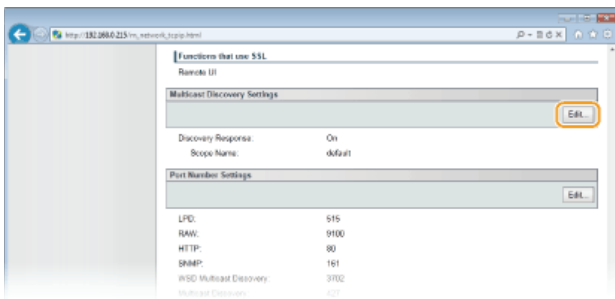 http://192.168.0.215/m_network_tcpip.html
Functions that use SSL
Remote UI
Multicast Discovery Settings
Edit...
Discovery Response: On
Scope Name: default
Port Number Settings
Edit...
LPD: 515
RAW: 9100
HTTP: 80
SNMP: 161
WSD Multicast Discovery: 3702
Multicast Discovery: 427